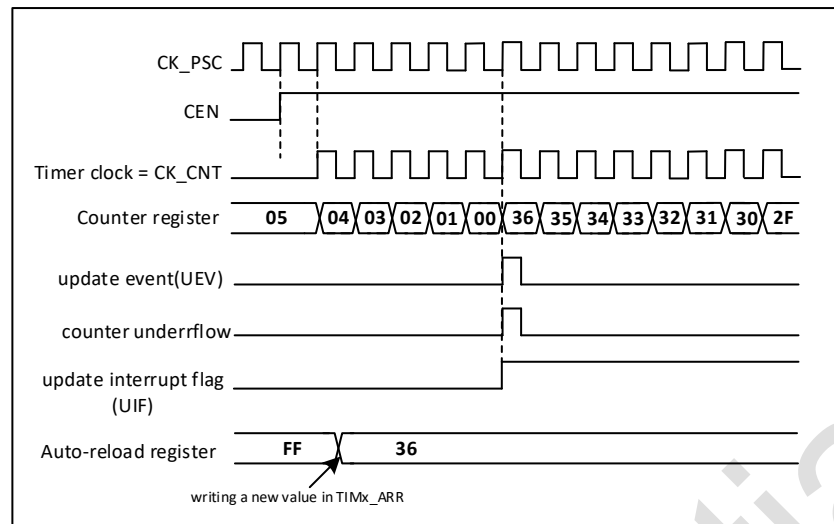 CK_PSC
CEN
Timer clock = CK_CNT
Counter register 05 04 03 02 01 00 36 35 34 33 32 31 30 2F
update event(UEV)
counter underrflow
update interrupt flag
(UIF)
Auto-reload register FF 36
writing a new value in TIMx_ARR